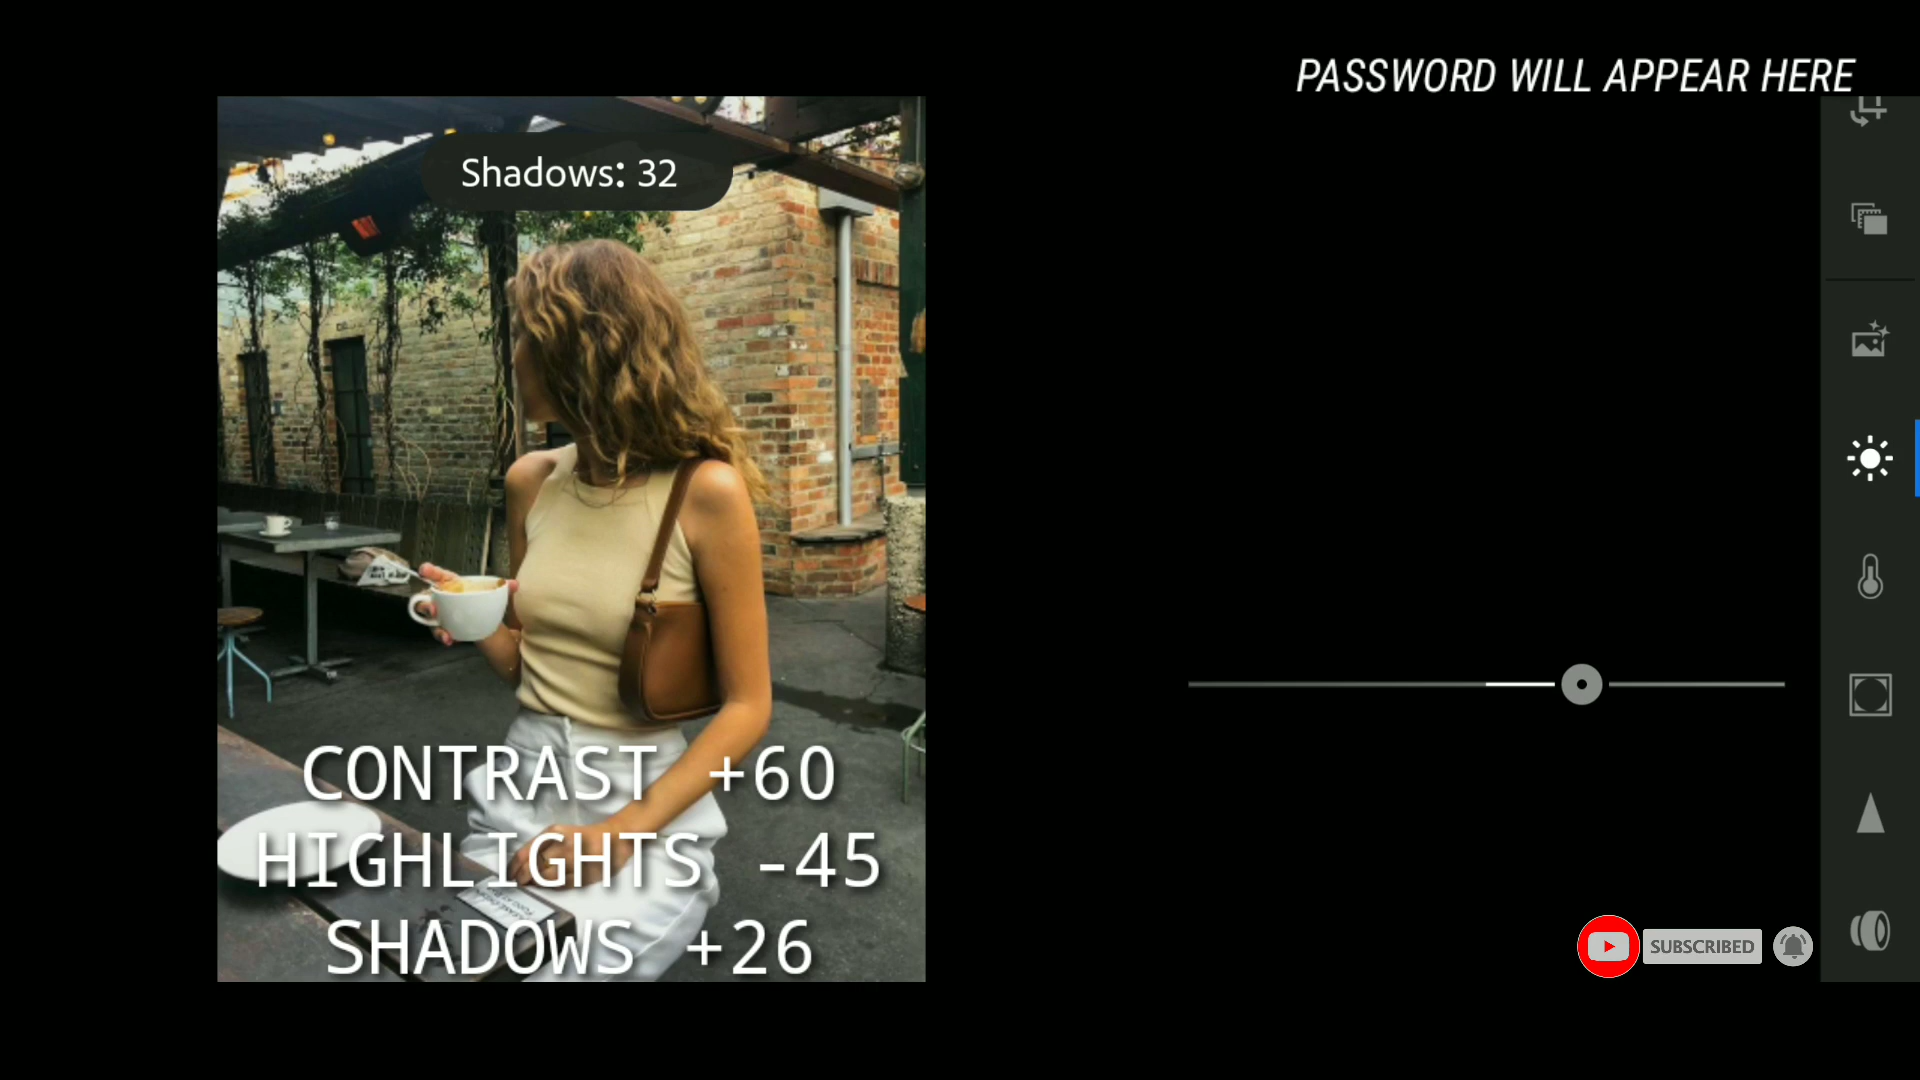 PASSWORD WILL APPEAR HERE
Shadows: 32
CONTRAST +60
HIGHLIGHTS -45
SHADOWS +26
SUBSCRIBED